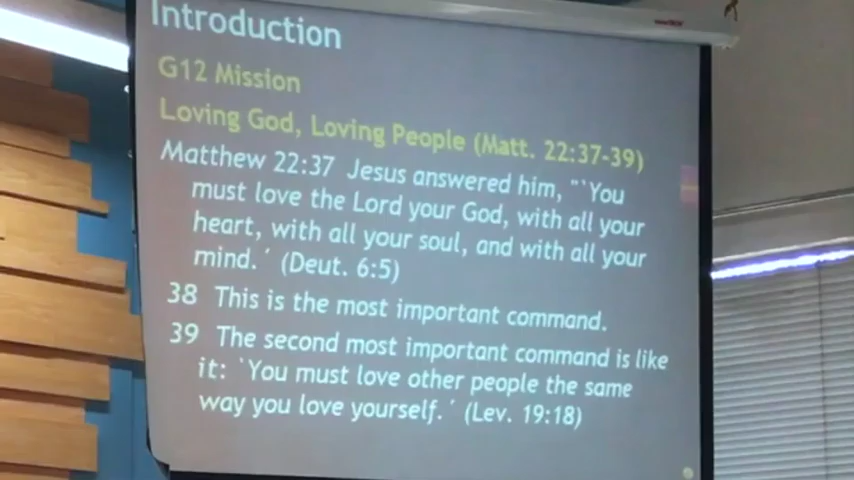 Introduction
G12 Mission
Loving God, Loving People (Matt. 22:37-39)
Matthew 22:37 Jesus answered him, "`You
must love the Lord your God, with all your
heart, with all your soul, and with all your
mind.´ (Deut. 6:5)
38 This is the most important command.
39 The second most important command is like
it: `You must love other people the same
way you love yourself.´ (Lev. 19:18)